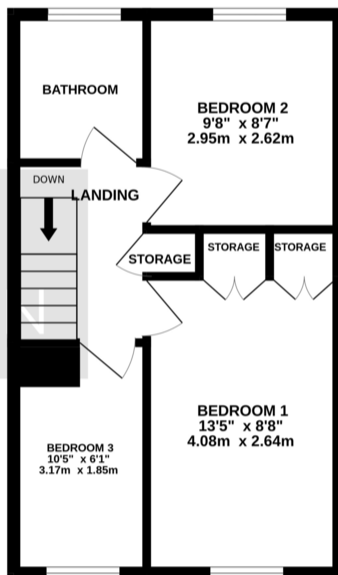 BATHROOM
BEDROOM 2
9'8" x 8'7"
2.95m x 2.62m
DOWN
LANDING
STORAGE
STORAGE
STORAGE
BEDROOM 1
13'5" x 8'8"
4.08m x 2.64m
BEDROOM 3
10'5" x 6'1"
3.17m x 1.85m